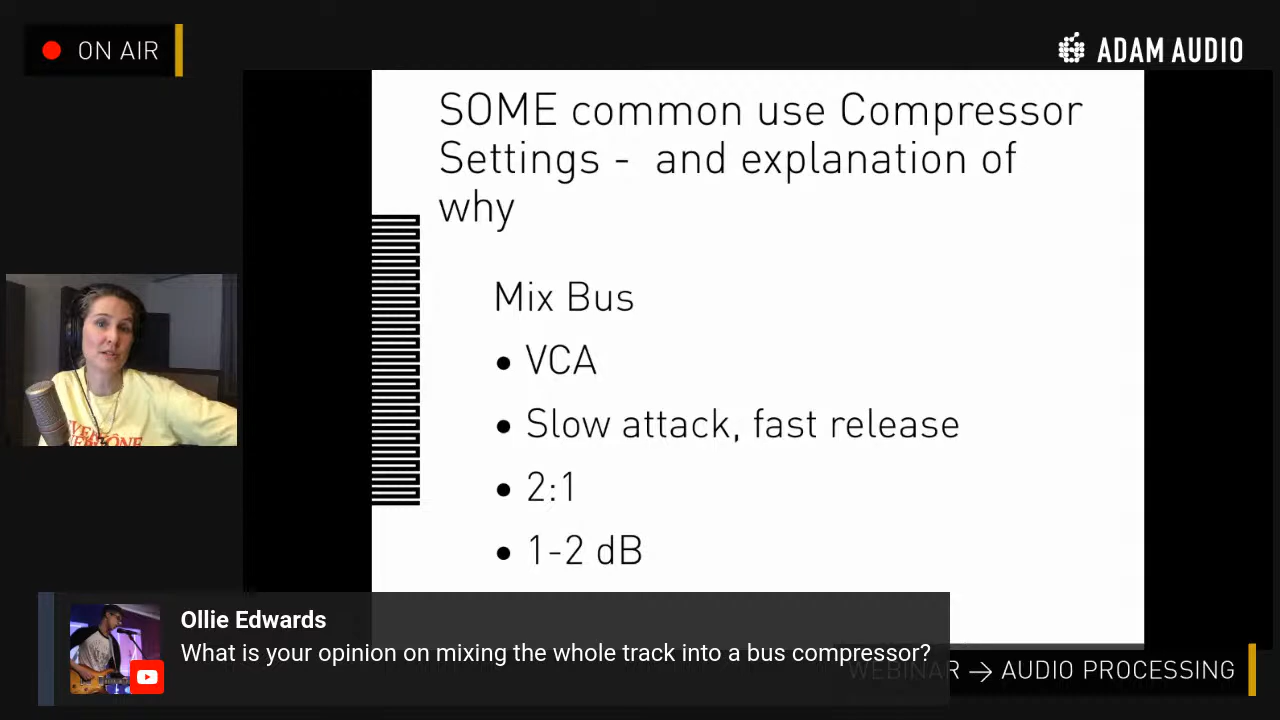 ON AIR
ADAM AUDIO
SOME common use Compressor
Settings - and explanation of
why
Mix Bus
• VCA
• Slow attack, fast release
• 2:1
• 1-2 dB
Ollie Edwards
What is your opinion on mixing the whole track into a bus compressor?
WEBINAR → AUDIO PROCESSING